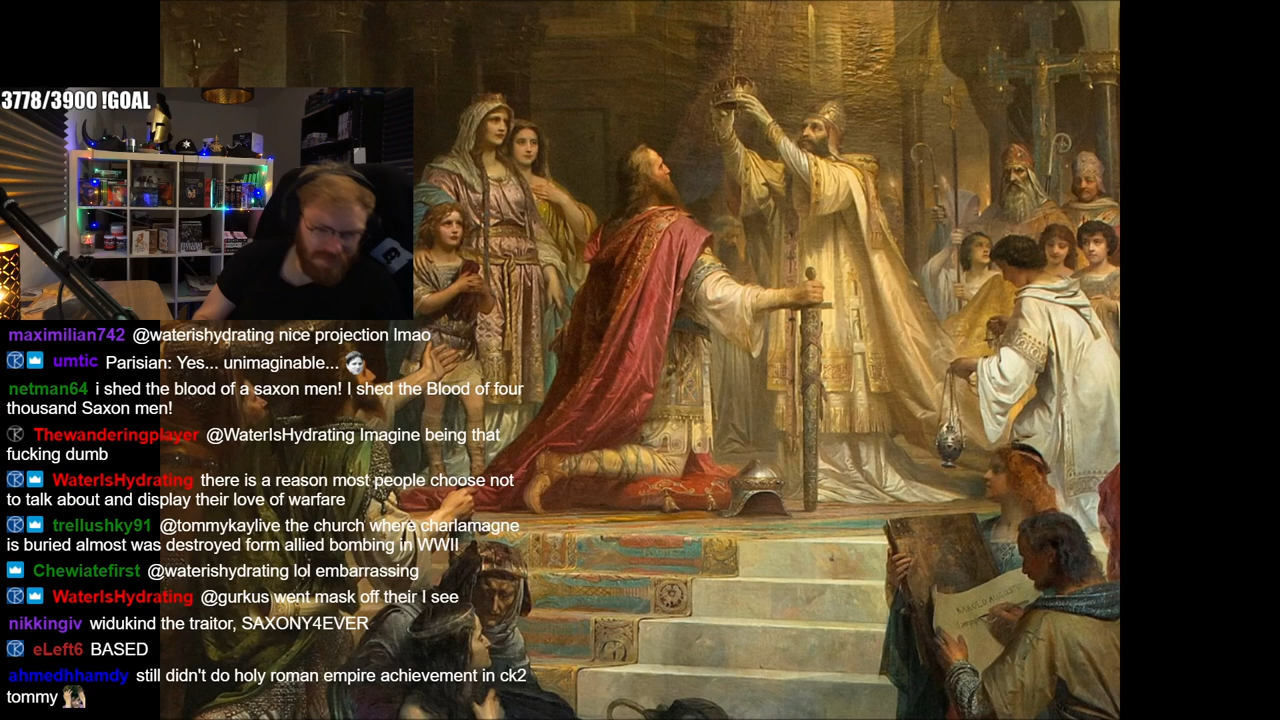 3778/3900 !GOAL
maximilian742 @waterishydrating nice projection lmao
umtic Parisian: Yes... unimaginable...
netman64 i shed the blood of a saxon men! I shed the Blood of four
thousand Saxon men!
Thewanderingplayer @WaterIsHydrating Imagine being that
fucking dumb
WaterIsHydrating there is a reason most people choose not
to talk about and display their love of warfare
trellushky91 @tommykaylive the church where charlamagne
is buried almost was destroyed form allied bombing in WWII
Chewiatefirst @waterishydrating lol embarrassing
WaterIsHydrating @gurkus went mask off their I see
nikkingiv widukind the traitor, SAXONY4EVER
eLeft6 BASED
ahmedhhamdy still didn't do holy roman empire achievement in ck2
tommy